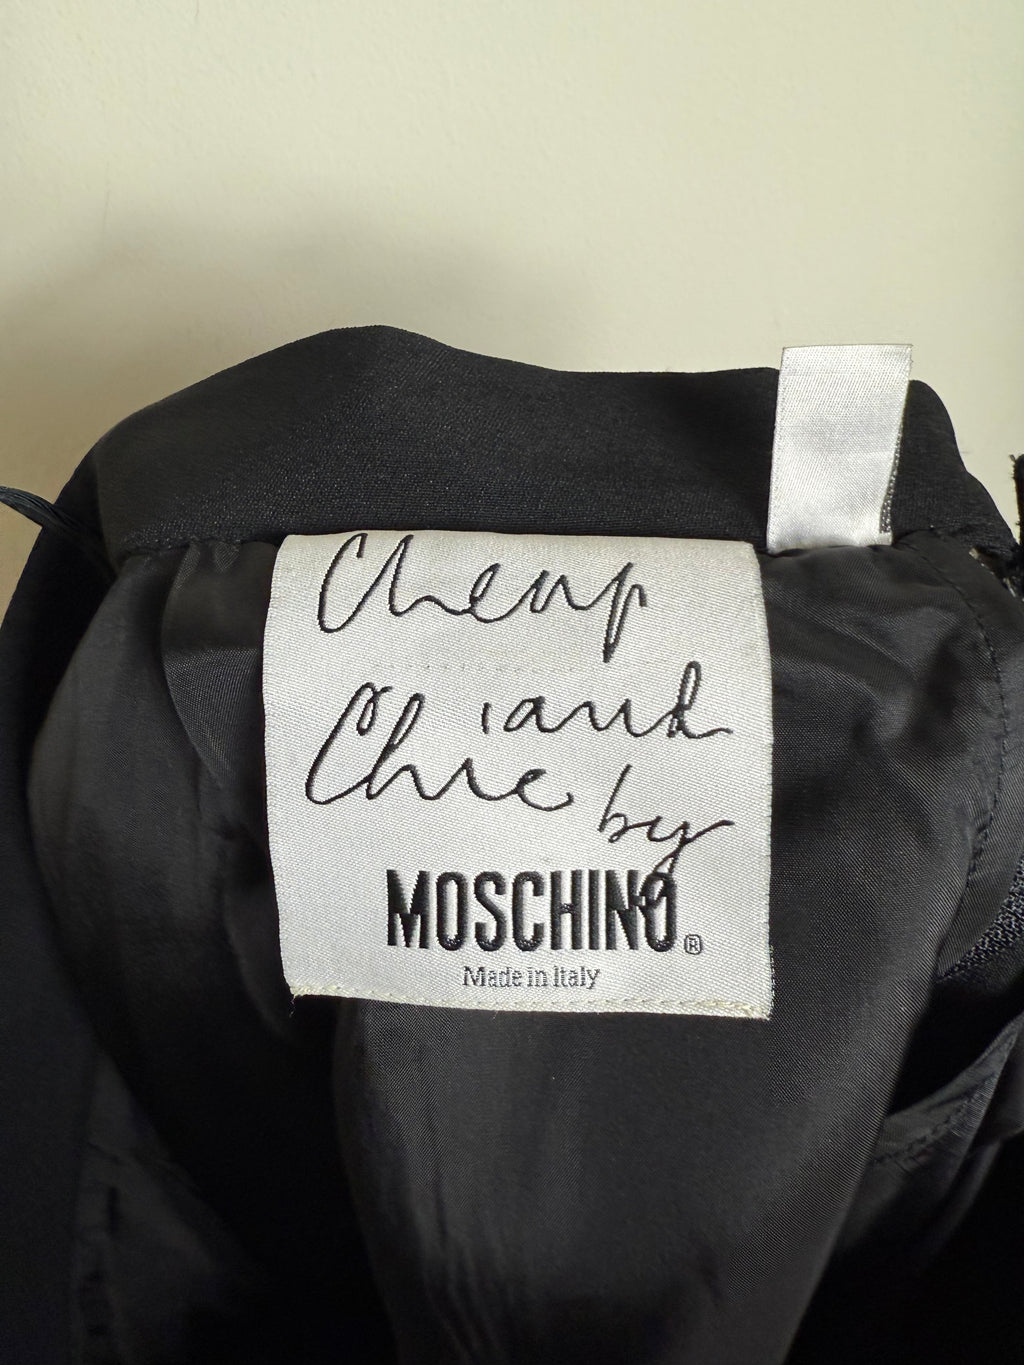 Cheap
and
Chic by
MOSCHINO®
Made in Italy